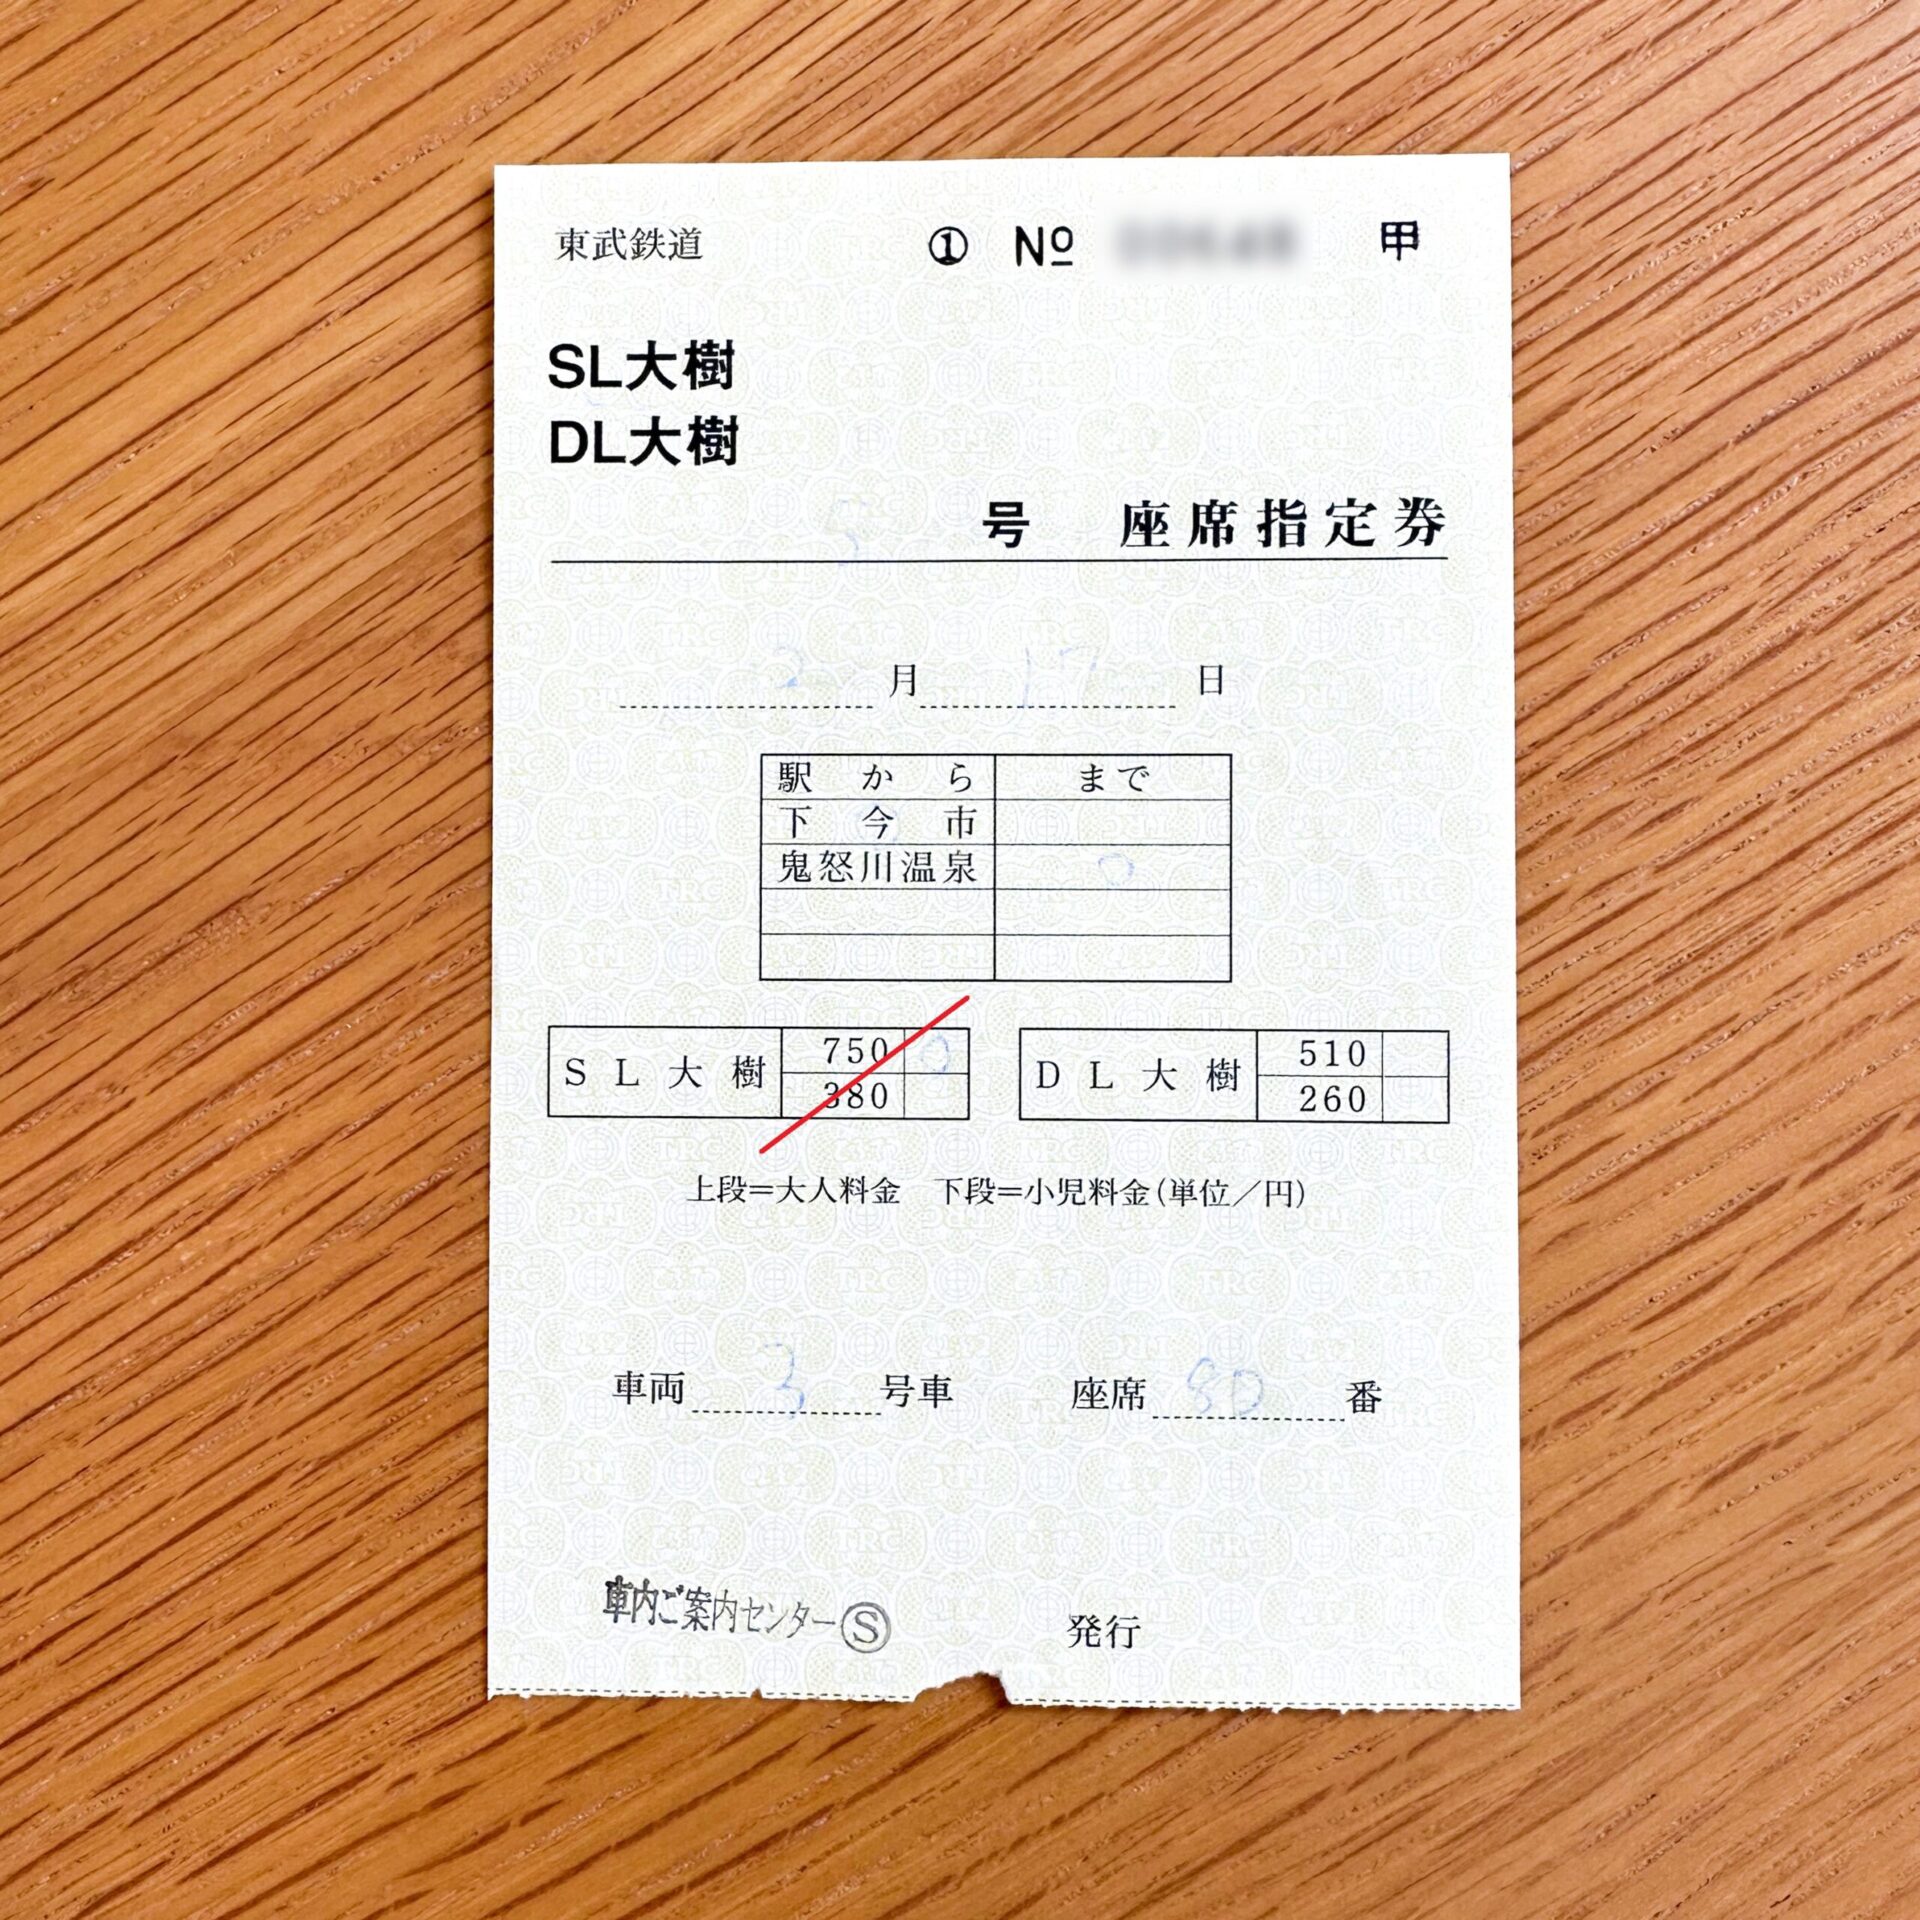 東武鉄道 ① № 甲
SL大樹
DL大樹
5 号 座席指定券
2 月 17 日
駅から まで
下今市
鬼怒川温泉 ○
SL大樹 750 ○ DL大樹 510
380 260
上段=大人料金 下段=小児料金(単位/円)
車両 3 号車 座席 8D 番
車内ご案内センターⓈ 発行